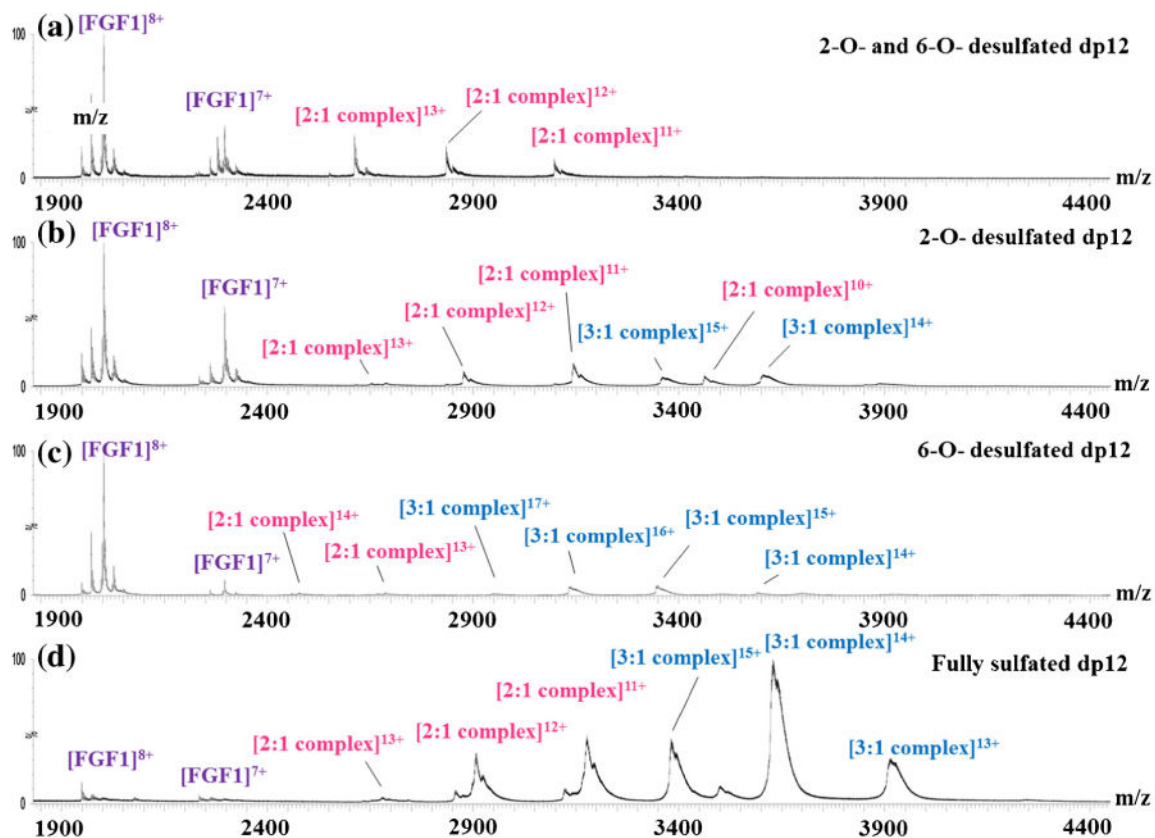 (a)
[FGF1]⁸⁺
2-O- and 6-O- desulfated dp12
100
m/z
[FGF1]⁷⁺
[2:1 complex]¹³⁺
[2:1 complex]¹²⁺
[2:1 complex]¹¹⁺
0
m/z
1900 2400 2900 3400 3900 4400
(b)
[FGF1]⁸⁺
2-O- desulfated dp12
100
[FGF1]⁷⁺
[2:1 complex]¹³⁺
[2:1 complex]¹²⁺
[2:1 complex]¹¹⁺
[3:1 complex]¹⁵⁺
[2:1 complex]¹⁰⁺
[3:1 complex]¹⁴⁺
0
m/z
1900 2400 2900 3400 3900 4400
(c)
[FGF1]⁸⁺
6-O- desulfated dp12
100
[FGF1]⁷⁺
[2:1 complex]¹⁴⁺
[2:1 complex]¹³⁺
[3:1 complex]¹⁷⁺
[3:1 complex]¹⁶⁺
[3:1 complex]¹⁵⁺
[3:1 complex]¹⁴⁺
0
m/z
1900 2400 2900 3400 3900 4400
(d)
Fully sulfated dp12
100
[FGF1]⁸⁺
[FGF1]⁷⁺
[2:1 complex]¹³⁺
[2:1 complex]¹²⁺
[2:1 complex]¹¹⁺
[3:1 complex]¹⁵⁺
[3:1 complex]¹⁴⁺
[3:1 complex]¹³⁺
0
m/z
1900 2400 2900 3400 3900 4400